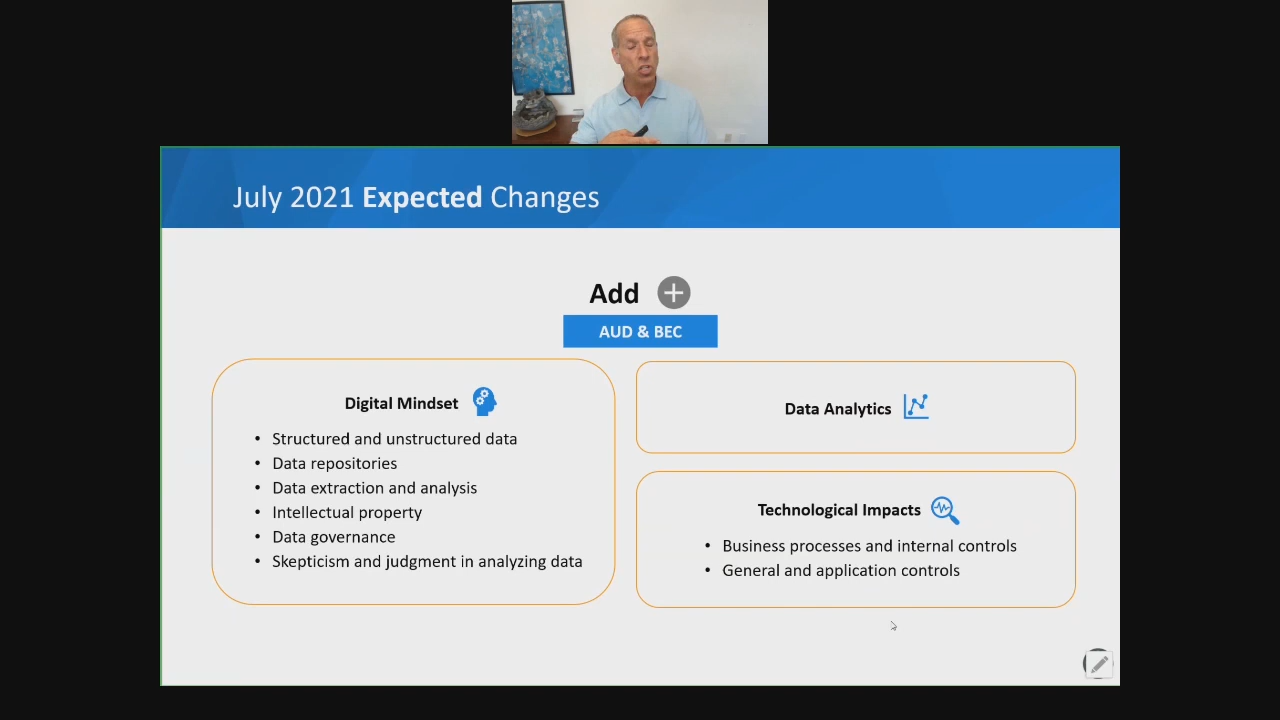 July 2021 Expected Changes
Add
AUD & BEC
Digital Mindset
• Structured and unstructured data
• Data repositories
• Data extraction and analysis
• Intellectual property
• Data governance
• Skepticism and judgment in analyzing data
Data Analytics
Technological Impacts
• Business processes and internal controls
• General and application controls